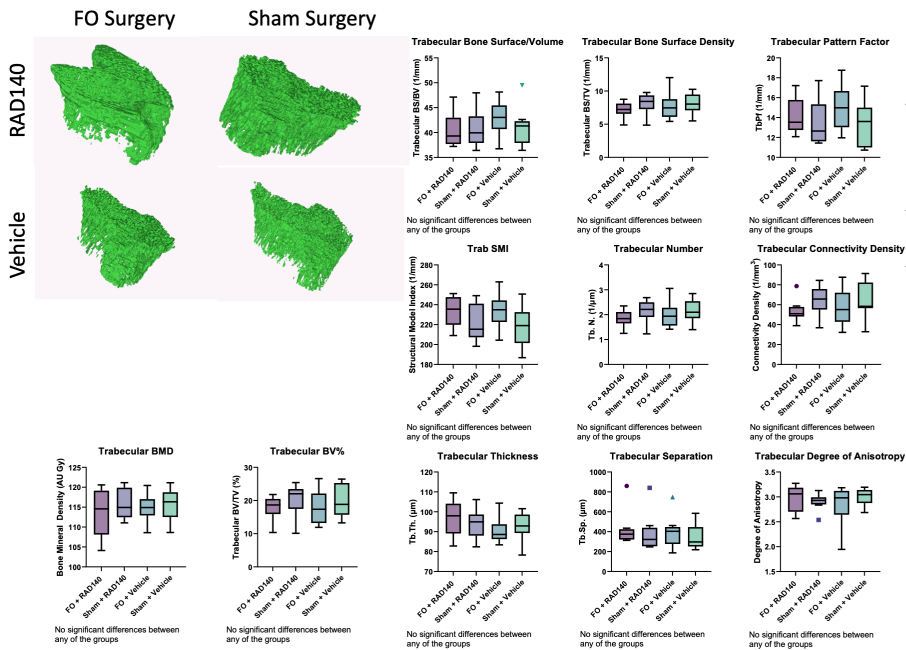 FO Surgery
Sham Surgery
RAD140
Vehicle
Trabecular Bone Surface/Volume
Trabecular BS/BV (1/mm)
55
50
45
40
35
FO + RAD140
Sham + RAD140
FO + Vehicle
Sham + Vehicle
No significant differences between
any of the groups
Trabecular Bone Surface Density
Trabecular BS/TV (1/mm)
15
10
5
0
FO + RAD140
Sham + RAD140
FO + Vehicle
Sham + Vehicle
No significant differences between
any of the groups
Trabecular Pattern Factor
TbPf (1/mm)
20
18
16
14
12
10
FO + RAD140
Sham + RAD140
FO + Vehicle
Sham + Vehicle
No significant differences between
any of the groups
Trab SMI
Structural Model Index (1/mm)
280
260
240
220
200
180
FO + RAD140
Sham + RAD140
FO + Vehicle
Sham + Vehicle
No significant differences between
any of the groups
Trabecular Number
Tb. N. (1/μm)
4
3
2
1
0
FO + RAD140
Sham + RAD140
FO + Vehicle
Sham + Vehicle
No significant differences between
any of the groups
Trabecular Connectivity Density
Connectivity Density (1/mm³)
100
80
60
40
20
0
FO + RAD140
Sham + RAD140
FO + Vehicle
Sham + Vehicle
No significant differences between
any of the groups
Trabecular BMD
Bone Mineral Density (AU Gy)
125
120
115
110
105
100
FO + RAD140
Sham + RAD140
FO + Vehicle
Sham + Vehicle
No significant differences between
any of the groups
Trabecular BV%
Trabecular BV/TV (%)
30
20
10
0
FO + RAD140
Sham + RAD140
FO + Vehicle
Sham + Vehicle
No significant differences between
any of the groups
Trabecular Thickness
Tb.Th. (μm)
120
110
100
90
80
70
FO + RAD140
Sham + RAD140
FO + Vehicle
Sham + Vehicle
No significant differences between
any of the groups
Trabecular Separation
Tb.Sp. (μm)
1000
800
600
400
200
0
FO + RAD140
Sham + RAD140
FO + Vehicle
Sham + Vehicle
No significant differences between
any of the groups
Trabecular Degree of Anisotropy
Degree of Anisotropy
3.5
3.0
2.5
2.0
1.5
FO + RAD140
Sham + RAD140
FO + Vehicle
Sham + Vehicle
No significant differences between
any of the groups